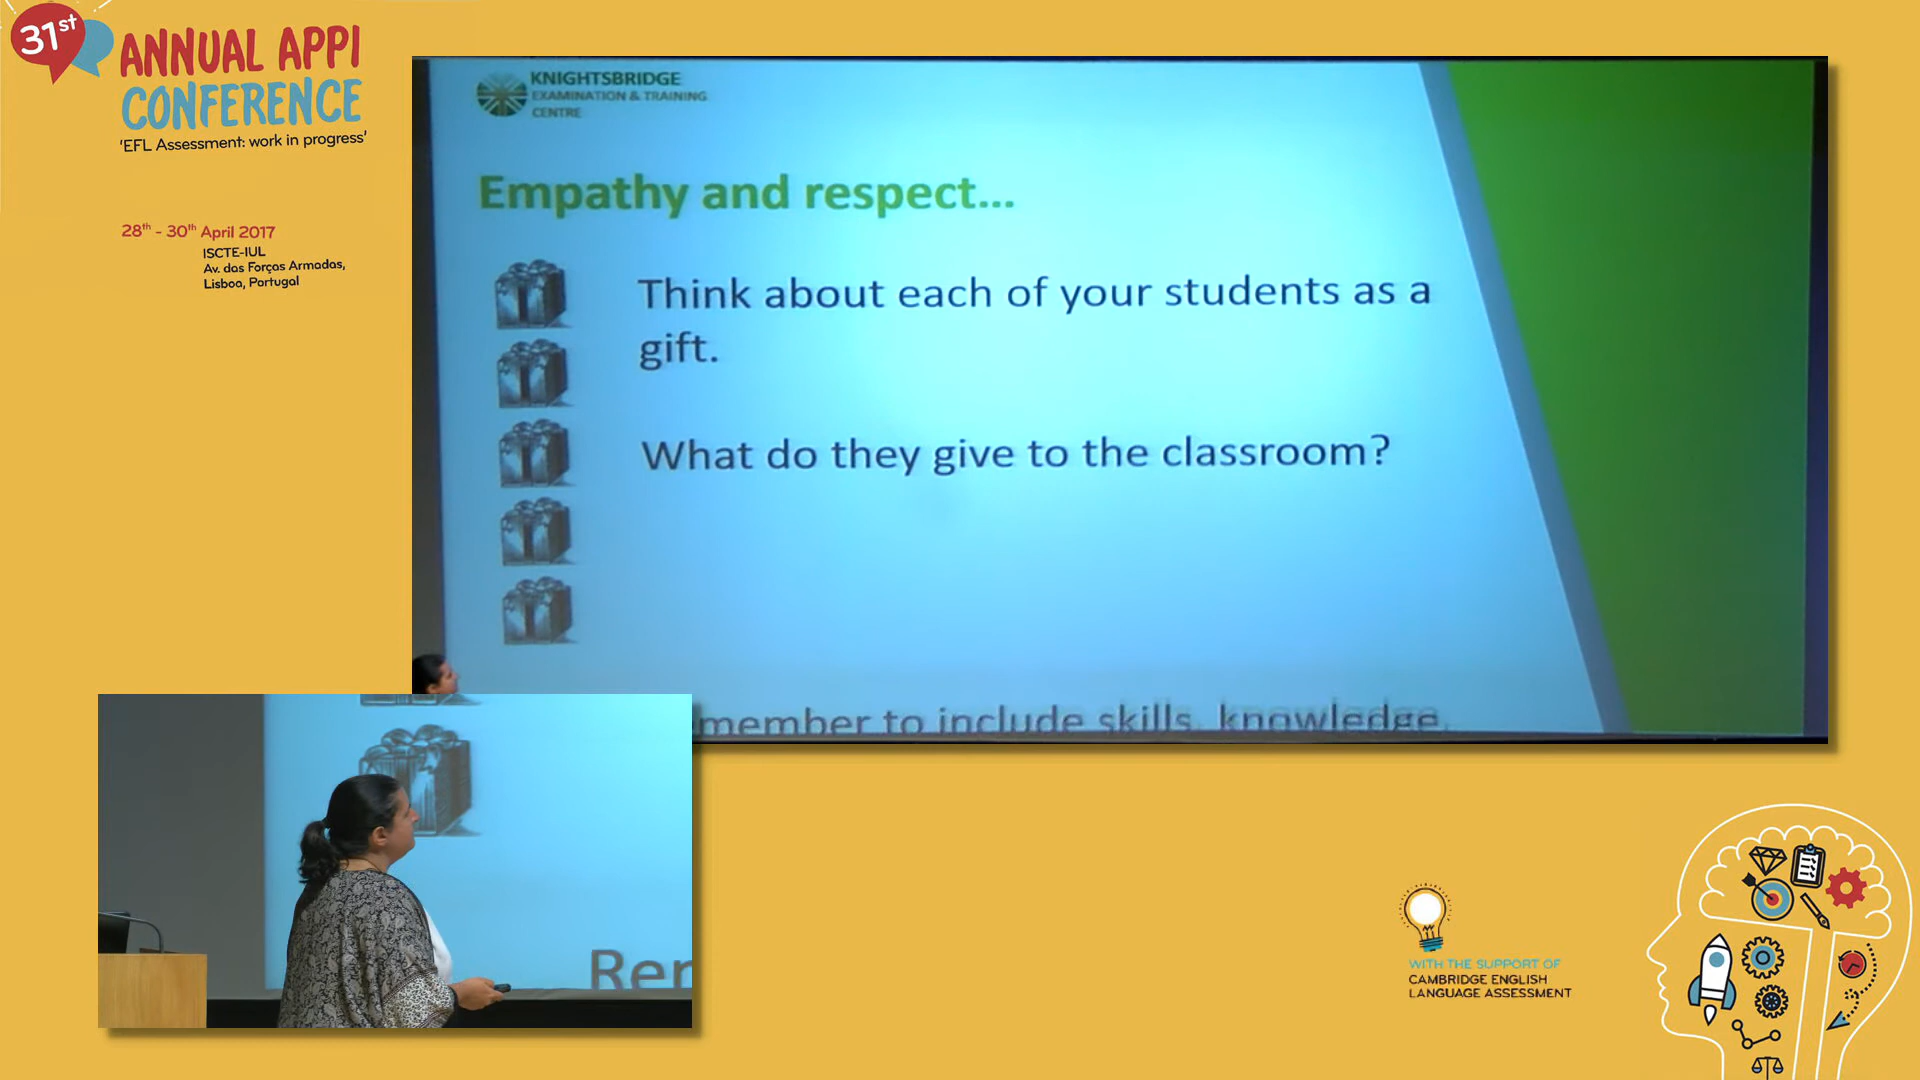 31st
ANNUAL APPI
CONFERENCE
'EFL Assessment: work in progress'
28th - 30th April 2017
ISCTE-IUL
Av. das Forças Armadas,
Lisboa, Portugal
KNIGHTSBRIDGE
EXAMINATION & TRAINING
CENTRE
Empathy and respect...
Think about each of your students as a
gift.
What do they give to the classroom?
member to include skills, knowledge,
Rer
WITH THE SUPPORT OF
CAMBRIDGE ENGLISH
LANGUAGE ASSESSMENT